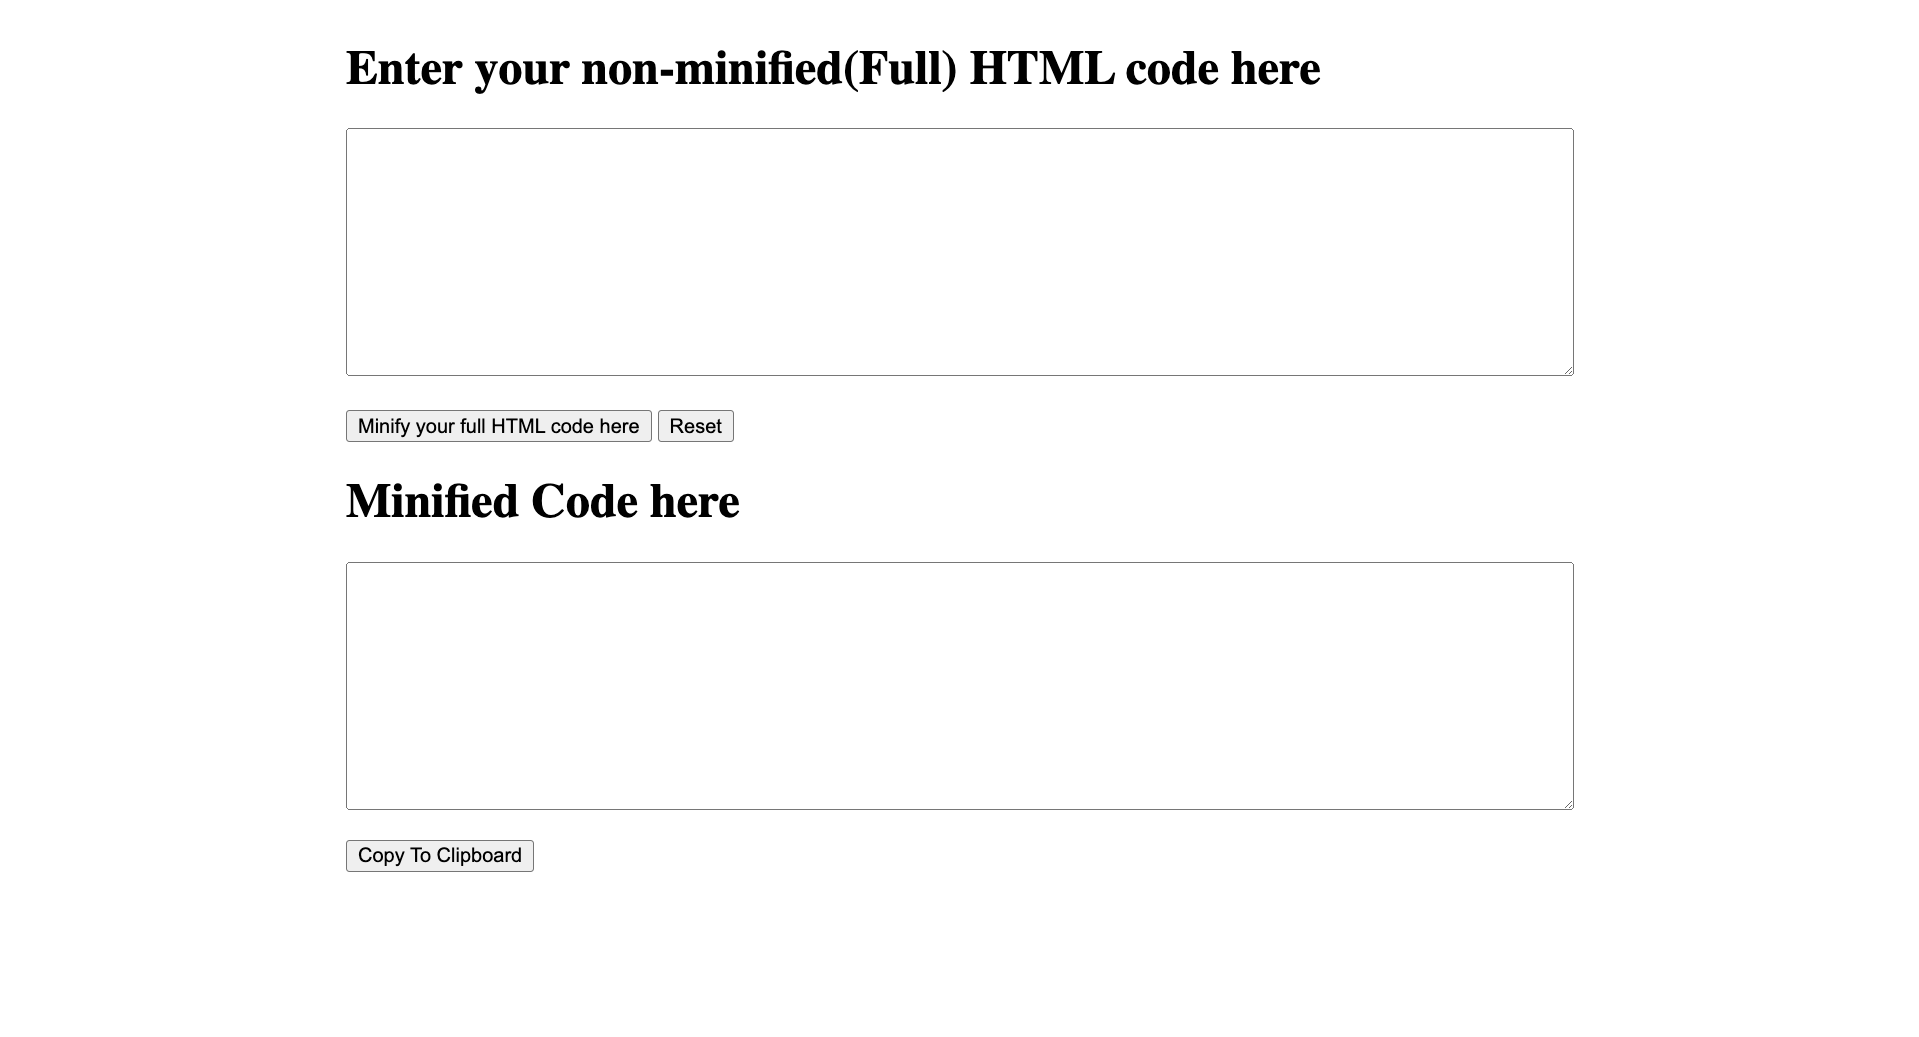 Enter your non-minified(Full) HTML code here
Minify your full HTML code here Reset
Minified Code here
Copy To Clipboard